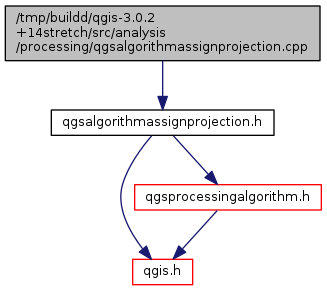 /tmp/buildd/qgis-3.0.2
+14stretch/src/analysis
/processing/qgsalgorithmassignprojection.cpp
qgsalgorithmassignprojection.h
qgsprocessingalgorithm.h
qgis.h